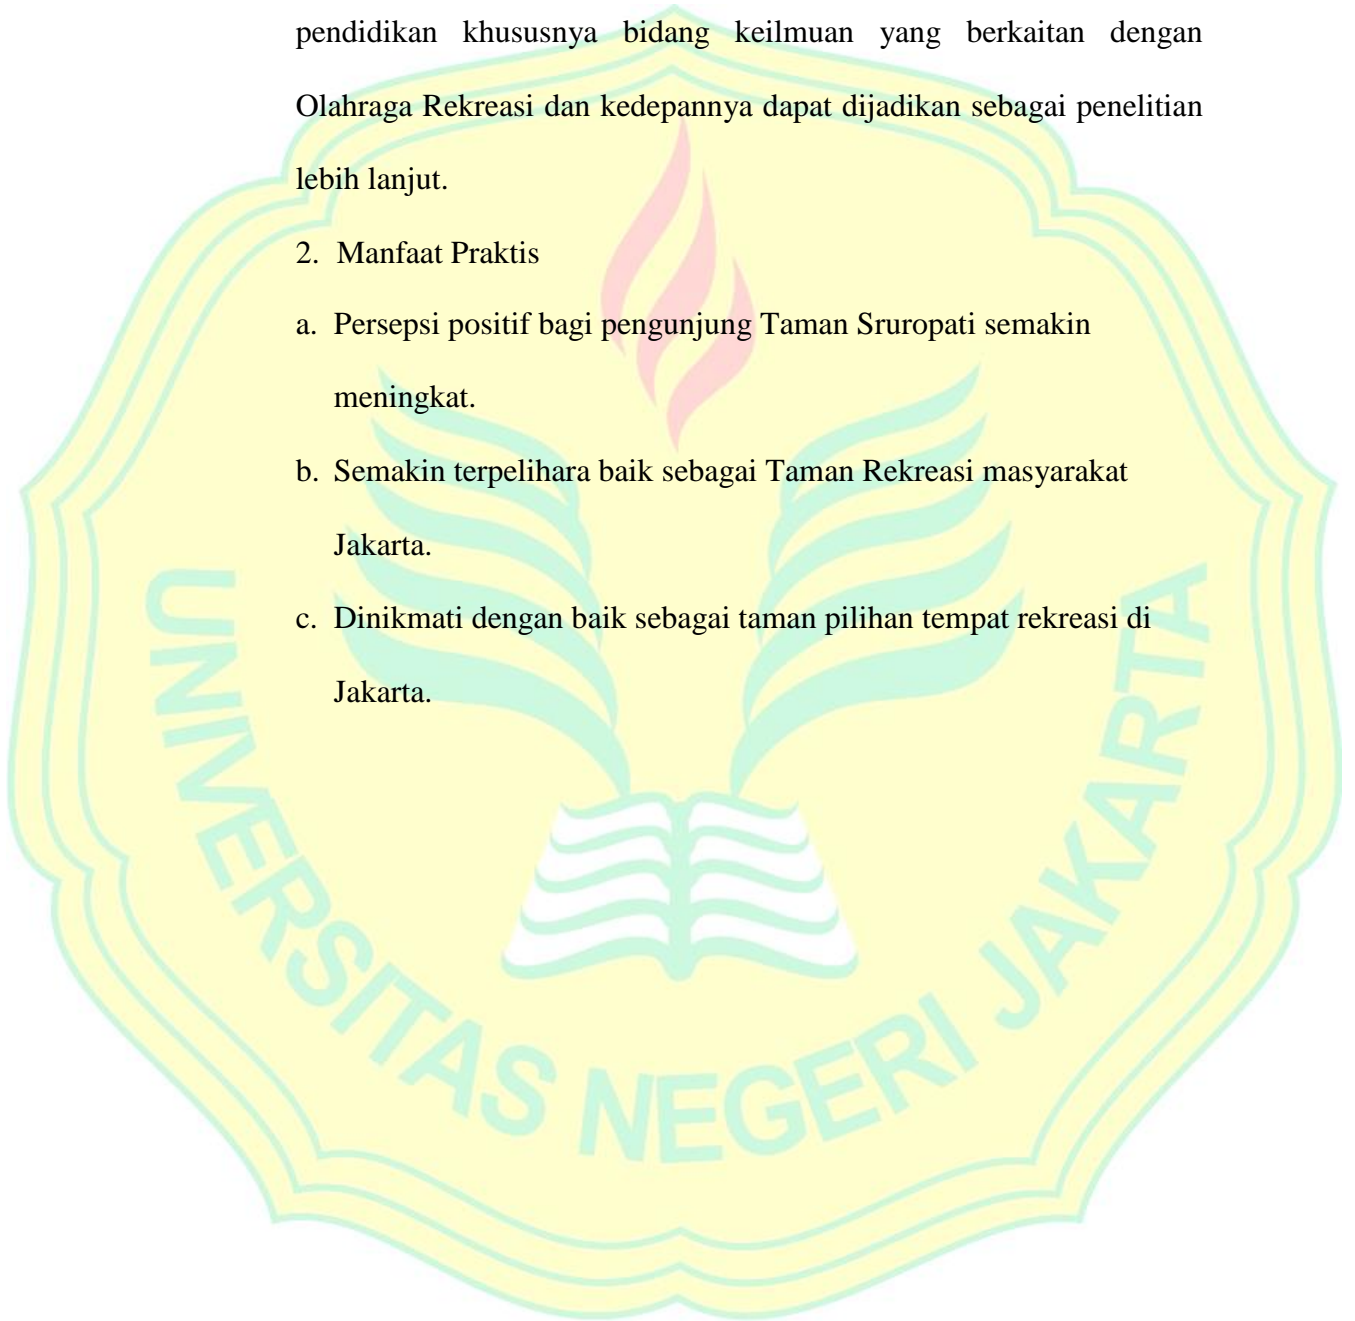 pendidikan khususnya bidang keilmuan yang berkaitan dengan
Olahraga Rekreasi dan kedepannya dapat dijadikan sebagai penelitian
lebih lanjut.
2. Manfaat Praktis
a. Persepsi positif bagi pengunjung Taman Sruropati semakin
meningkat.
b. Semakin terpelihara baik sebagai Taman Rekreasi masyarakat
Jakarta.
c. Dinikmati dengan baik sebagai taman pilihan tempat rekreasi di
Jakarta.
UNIVERSITAS NEGERI JAKARTA